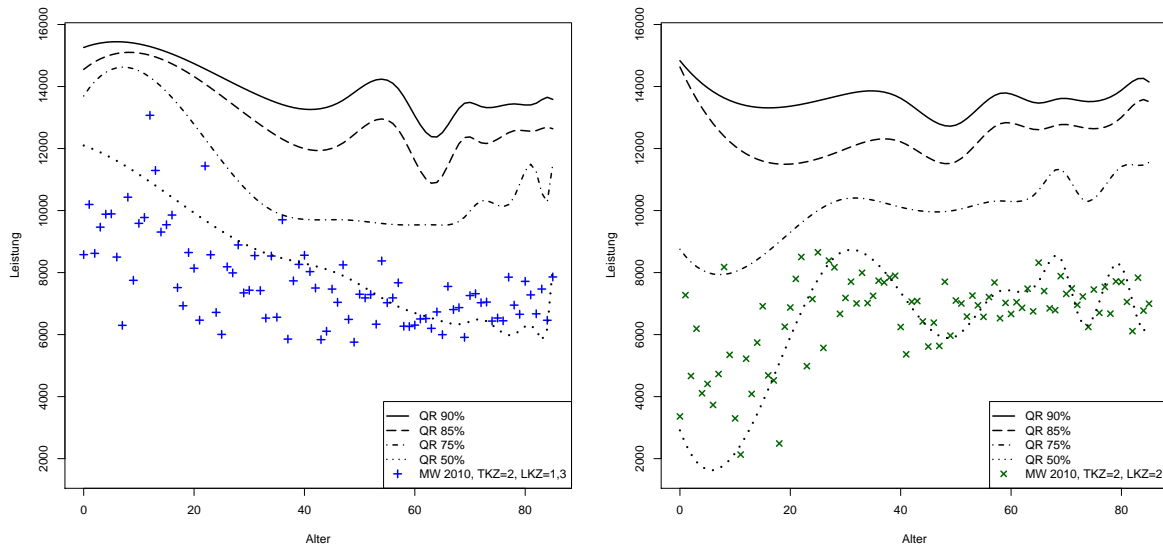 16000
14000
12000
10000
8000
6000
4000
2000
Leistung
0
20
40
60
80
Alter
QR 90%
QR 85%
QR 75%
QR 50%
MW 2010, TKZ=2, LKZ=1,3
16000
14000
12000
10000
8000
6000
4000
2000
Leistung
0
20
40
60
80
Alter
QR 90%
QR 85%
QR 75%
QR 50%
MW 2010, TKZ=2, LKZ=2